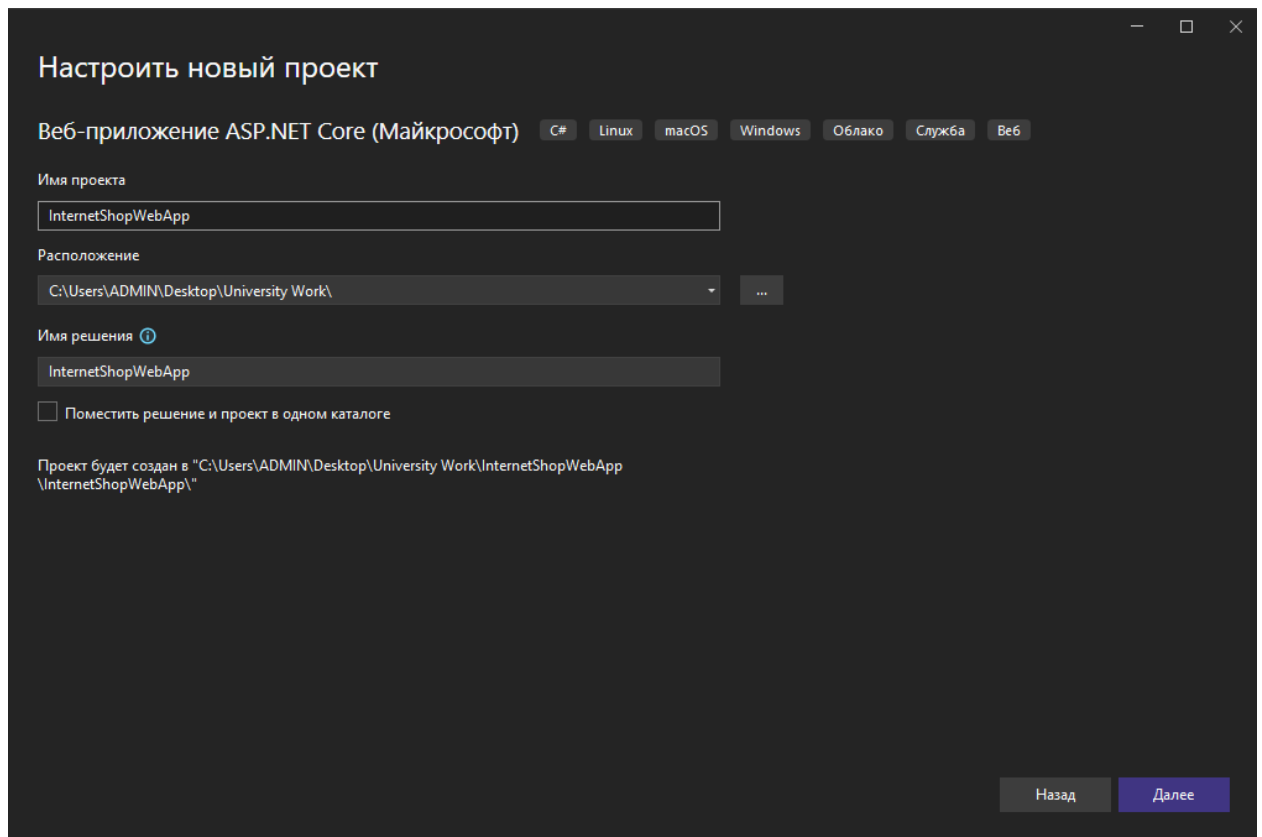 Настроить новый проект
Веб-приложение ASP.NET Core (Майкрософт) C# Linux macOS Windows Облако Служба Веб
Имя проекта
InternetShopWebApp
Расположение
C:\Users\ADMIN\Desktop\University Work\ ...
Имя решения
InternetShopWebApp
Поместить решение и проект в одном каталоге
Проект будет создан в "C:\Users\ADMIN\Desktop\University Work\InternetShopWebApp
\InternetShopWebApp\"
Назад Далее